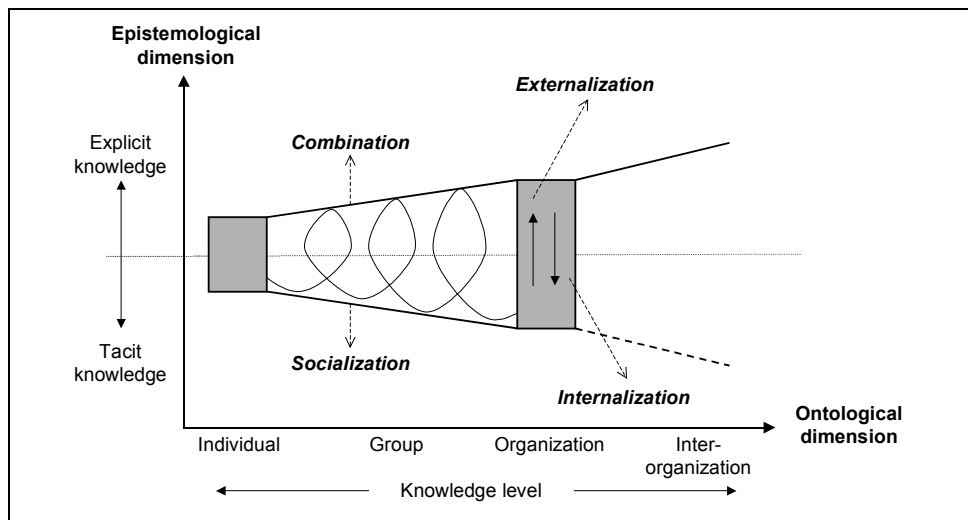 Epistemological
dimension
Externalization
Explicit
knowledge
Combination
Tacit
knowledge
Socialization
Internalization
Ontological
dimension
Individual
Group
Organization
Inter-
organization
Knowledge level